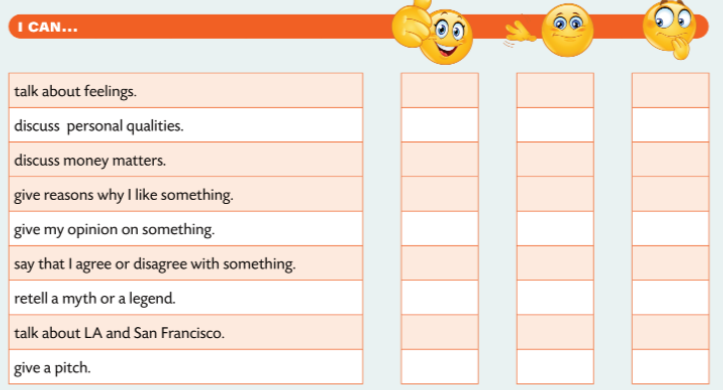 I CAN...
talk about feelings.
discuss personal qualities.
discuss money matters.
give reasons why I like something.
give my opinion on something.
say that I agree or disagree with something.
retell a myth or a legend.
talk about LA and San Francisco.
give a pitch.